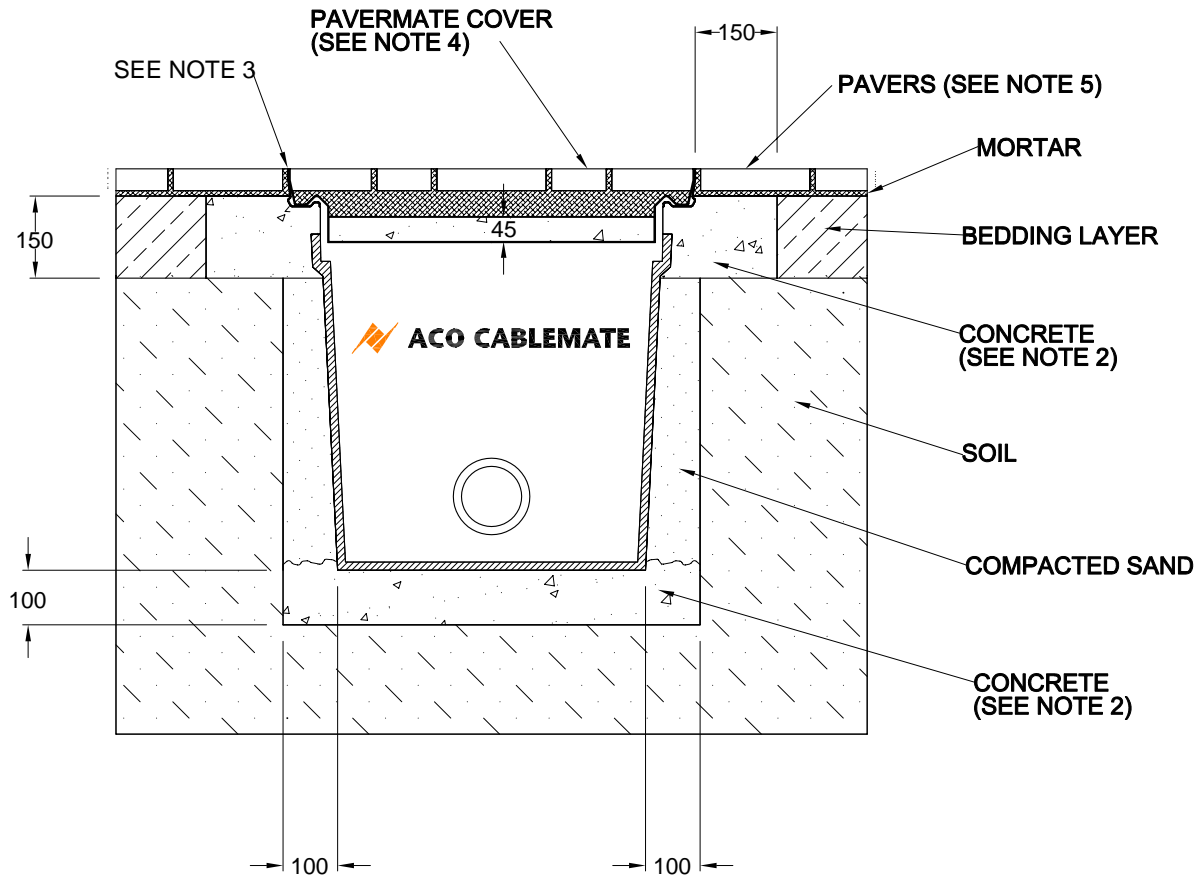 PAVERMATE COVER
(SEE NOTE 4)
150
SEE NOTE 3
PAVERS (SEE NOTE 5)
MORTAR
150
45
BEDDING LAYER
ACO CABLEMATE
CONCRETE
(SEE NOTE 2)
SOIL
COMPACTED SAND
100
CONCRETE
(SEE NOTE 2)
100
100